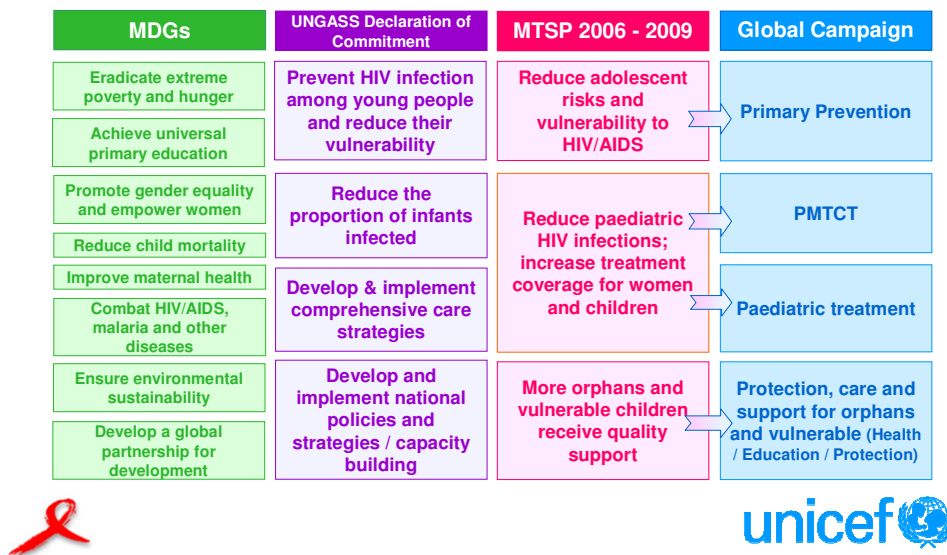 MDGs
Eradicate extreme
poverty and hunger
Achieve universal
primary education
Promote gender equality
and empower women
Reduce child mortality
Improve maternal health
Combat HIV/AIDS,
malaria and other
diseases
Ensure environmental
sustainability
Develop a global
partnership for
development
UNGASS Declaration of
Commitment
Prevent HIV infection
among young people
and reduce their
vulnerability
Reduce the
proportion of infants
infected
Develop & implement
comprehensive care
strategies
Develop and
implement national
policies and
strategies / capacity
building
MTSP 2006 - 2009
Reduce adolescent
risks and
vulnerability to
HIV/AIDS
Reduce paediatric
HIV infections;
increase treatment
coverage for women
and children
More orphans and
vulnerable children
receive quality
support
Global Campaign
Primary Prevention
PMTCT
Paediatric treatment
Protection, care and
support for orphans
and vulnerable (Health
/ Education / Protection)
unicef